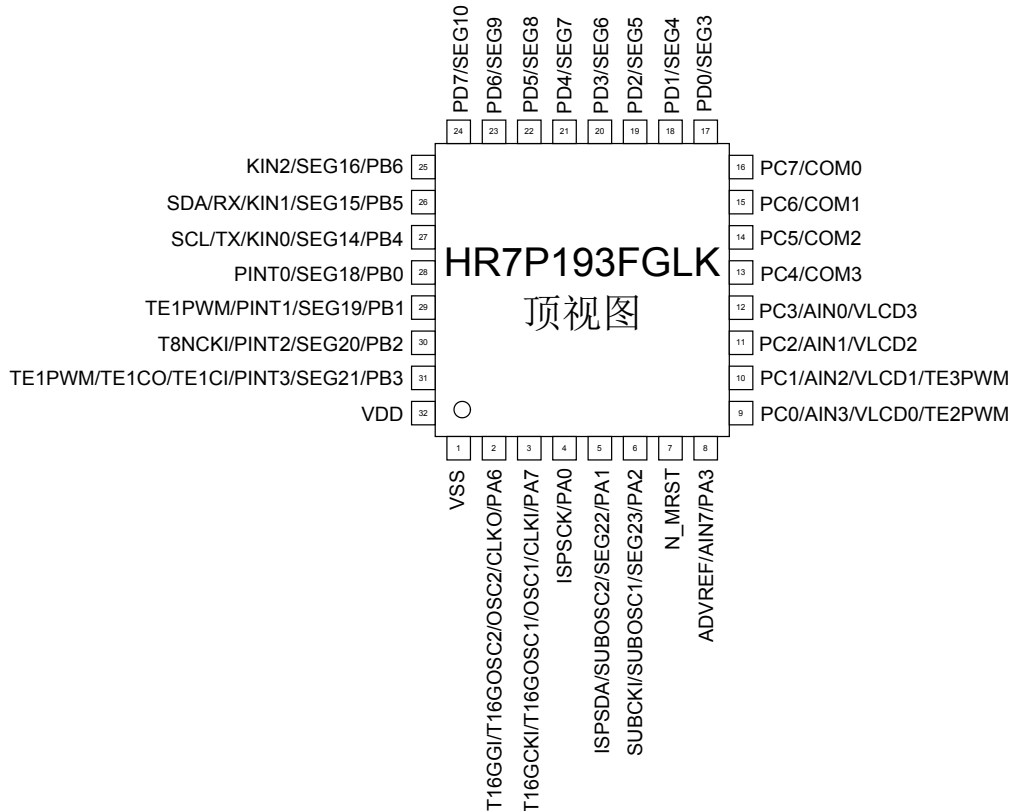 PD7/SEG10
PD6/SEG9
PD5/SEG8
PD4/SEG7
PD3/SEG6
PD2/SEG5
PD1/SEG4
PD0/SEG3
24
23
22
21
20
19
18
17
KIN2/SEG16/PB6
25
SDA/RX/KIN1/SEG15/PB5
26
SCL/TX/KIN0/SEG14/PB4
27
PINT0/SEG18/PB0
28
TE1PWM/PINT1/SEG19/PB1
29
T8NCKI/PINT2/SEG20/PB2
30
TE1PWM/TE1CO/TE1CI/PINT3/SEG21/PB3
31
VDD
32
HR7P193FGLK
顶视图
16
PC7/COM0
15
PC6/COM1
14
PC5/COM2
13
PC4/COM3
12
PC3/AIN0/VLCD3
11
PC2/AIN1/VLCD2
10
PC1/AIN2/VLCD1/TE3PWM
9
PC0/AIN3/VLCD0/TE2PWM
1
2
3
4
5
6
7
8
VSS
T16GGI/T16GOSC2/OSC2/CLKO/PA6
T16GCKI/T16GOSC1/OSC1/CLKI/PA7
ISPSCK/PA0
ISPSDA/SUBOSC2/SEG22/PA1
SUBCKI/SUBOSC1/SEG23/PA2
N_MRST
ADVREF/AIN7/PA3